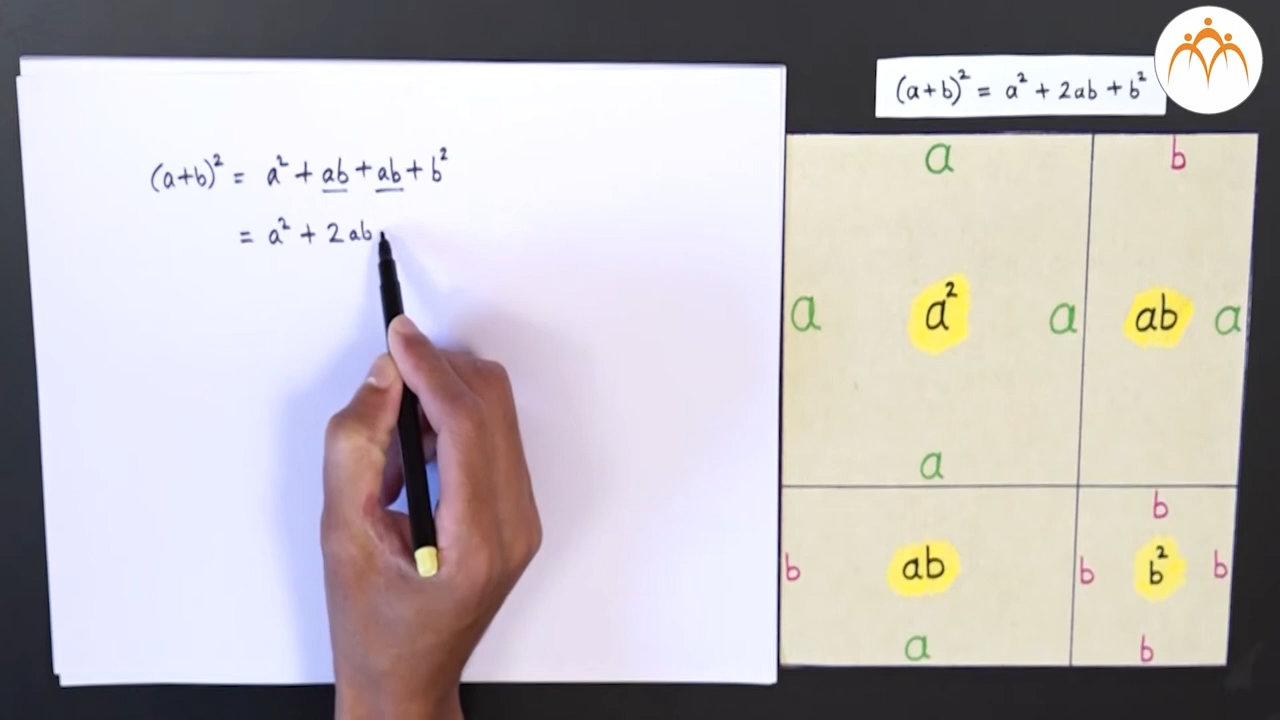 (a+b)² = a² + 2ab + b²
(a+b)² = a² + ab + ab + b²
= a² + 2ab
a b
a a² a ab a
a
b
b ab b b² b
a b